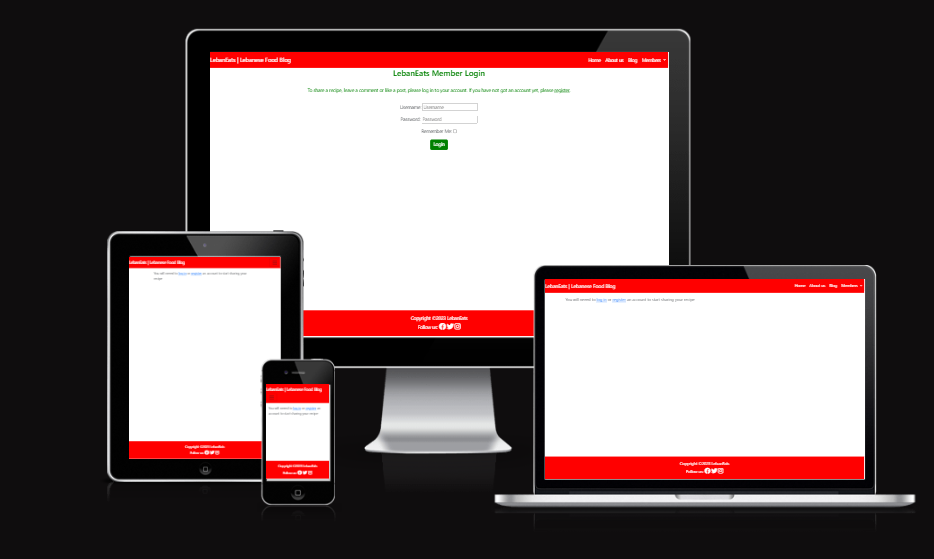 LebanEats | Lebanese Food Blog
Home About us Blog Members
LebanEats Member Login
To share a recipe, leave a comment or like a post, please log in to your account. If you have not got an account yet, please register
Username: Username
Password: Password
Remember Me:
Login
Copyright ©2023 LebanEats
Follow us:
LebanEats | Lebanese Food Blog
You will need to log in or register an account to start sharing your
recipe
Copyright ©2023 LebanEats
Follow us:
LebanEats | Lebanese Food Blog
You will need to log in or register an
account to start sharing your recipe
Copyright ©2023 LebanEats
Follow us:
LebanEats | Lebanese Food Blog
Home About us Blog Members
You will need to log in or register an account to start sharing your recipe
Copyright ©2023 LebanEats
Follow us: